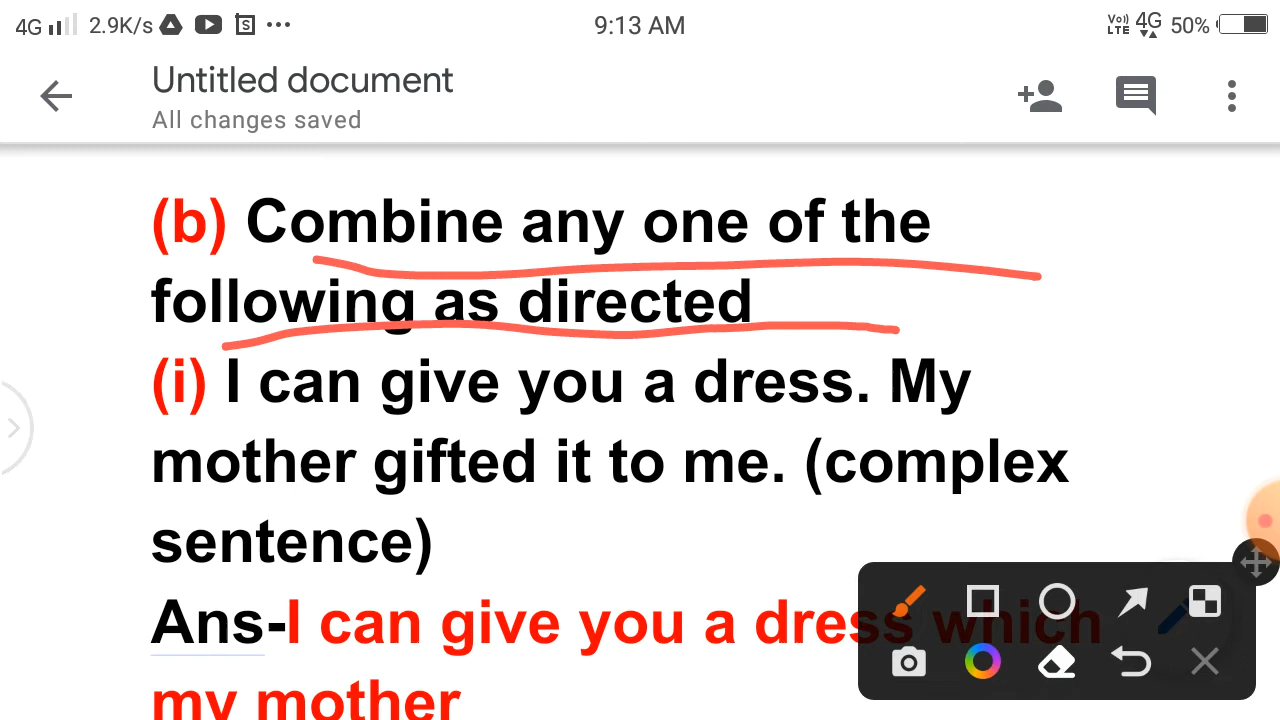 4G 2.9K/s S 9:13 AM Vo)) LTE 4G 50%
Untitled document
All changes saved
(b) Combine any one of the
following as directed
(i) I can give you a dress. My
mother gifted it to me. (complex
sentence)
Ans-I can give you a dress which
my mother